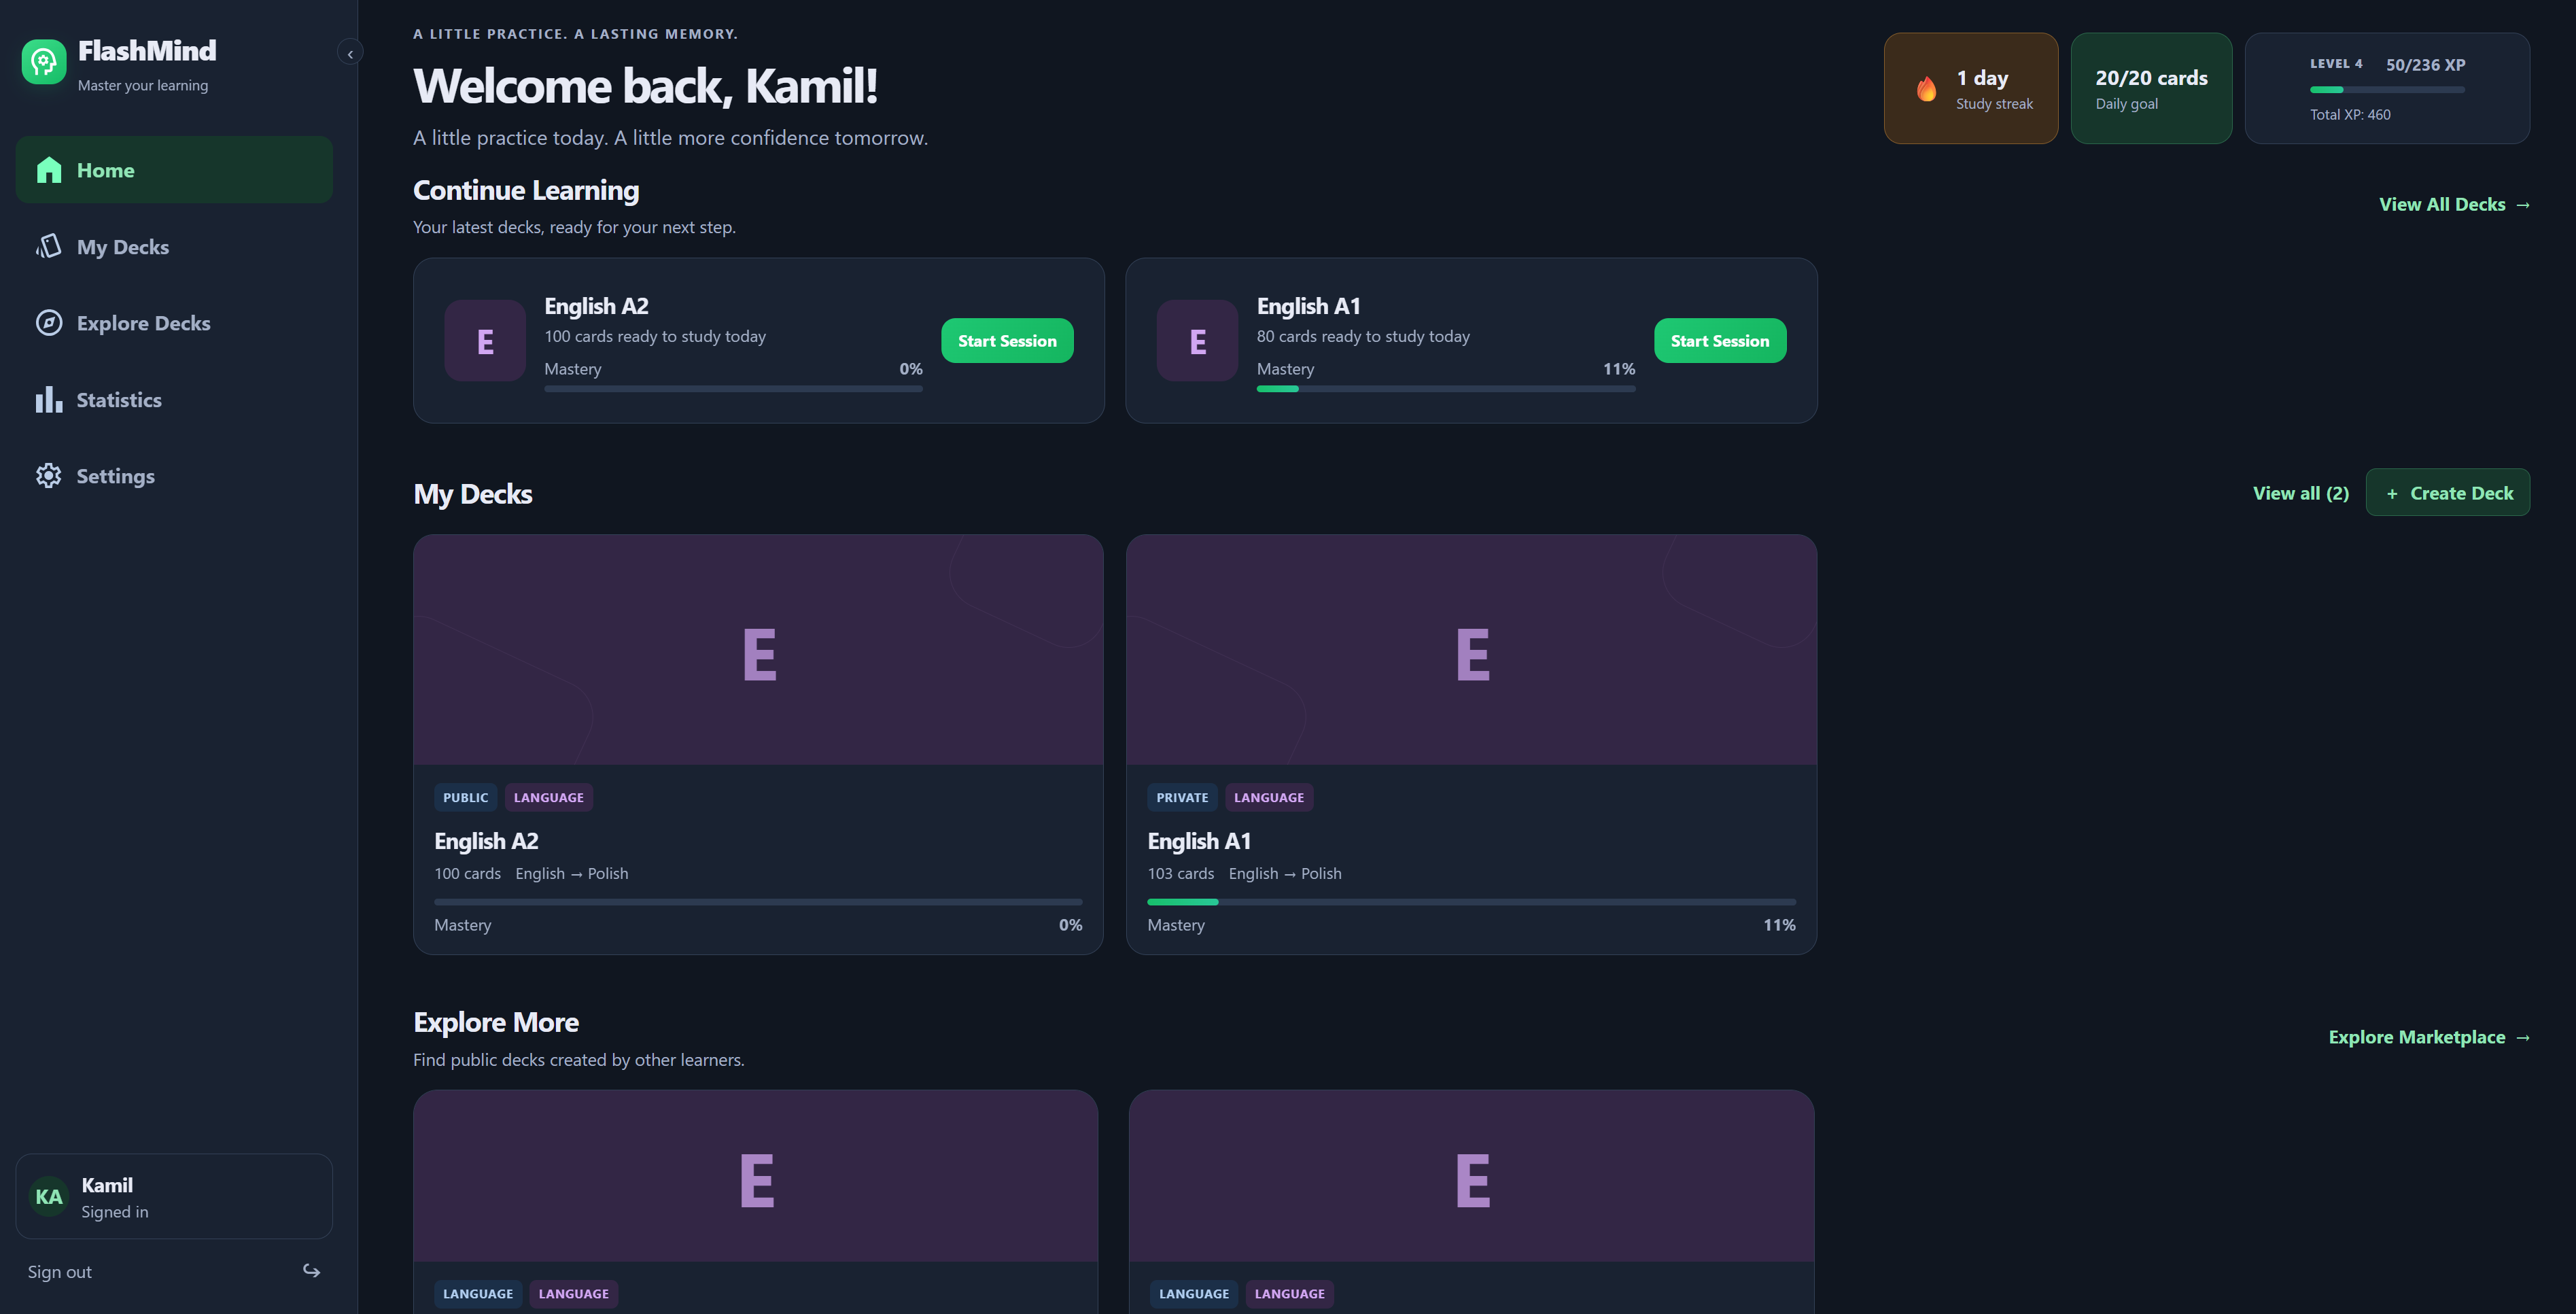 FlashMind
Master your learning
‹
Home
My Decks
Explore Decks
Statistics
Settings
KA
Kamil
Signed in
Sign out
A LITTLE PRACTICE. A LASTING MEMORY.
Welcome back, Kamil!
A little practice today. A little more confidence tomorrow.
1 day
Study streak
20/20 cards
Daily goal
LEVEL 4 50/236 XP
Total XP: 460
Continue Learning
Your latest decks, ready for your next step.
View All Decks →
E
English A2
100 cards ready to study today
Mastery 0%
Start Session
E
English A1
80 cards ready to study today
Mastery 11%
Start Session
My Decks
View all (2)
+ Create Deck
E
PUBLIC LANGUAGE
English A2
100 cards English → Polish
Mastery 0%
E
PRIVATE LANGUAGE
English A1
103 cards English → Polish
Mastery 11%
Explore More
Find public decks created by other learners.
Explore Marketplace →
E
LANGUAGE LANGUAGE
E
LANGUAGE LANGUAGE